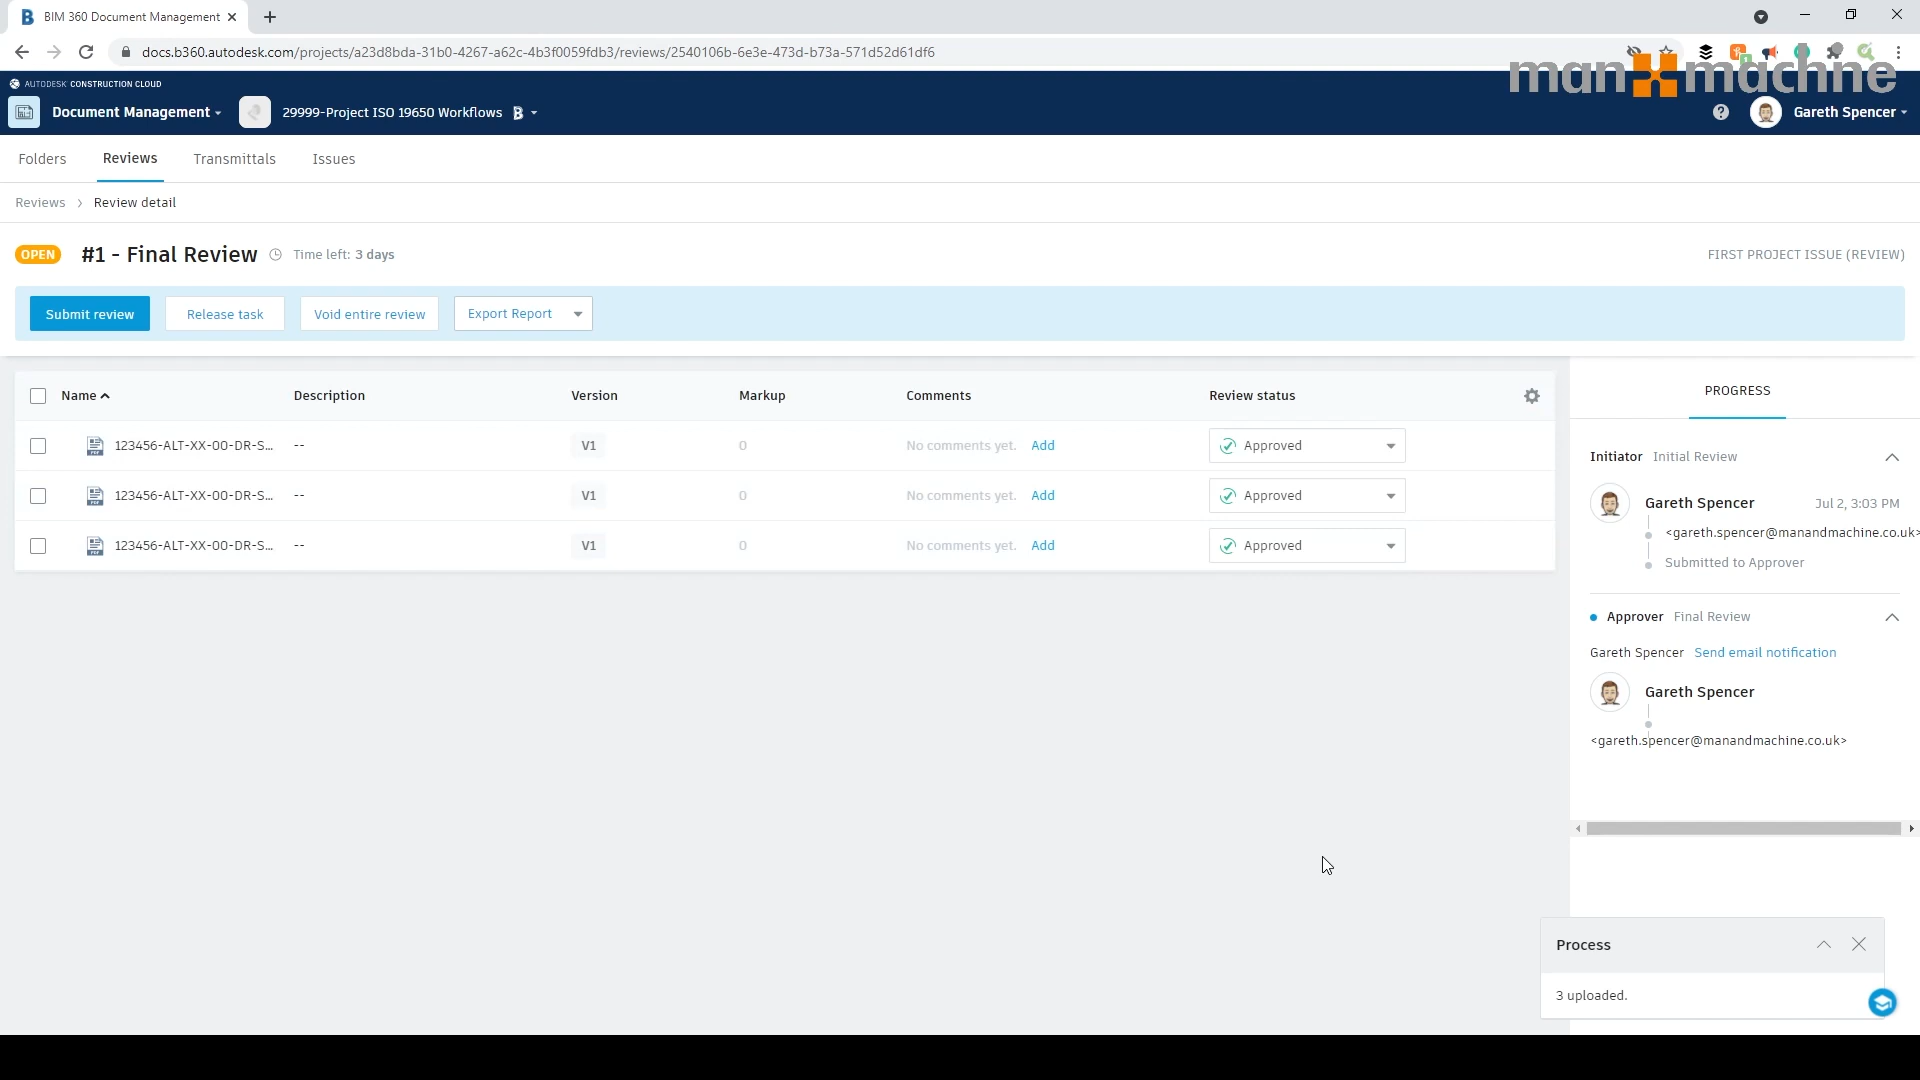 BIM 360 Document Management
docs.b360.autodesk.com/projects/a23d8bda-31b0-4267-a62c-4b3f0059fdb3/reviews/2540106b-6e3e-473d-b73a-571d52d61df6
man machine
AUTODESK CONSTRUCTION CLOUD
Document Management
29999-Project ISO 19650 Workflows
Gareth Spencer
Folders
Reviews
Transmittals
Issues
Reviews > Review detail
OPEN
#1 - Final Review
Time left: 3 days
FIRST PROJECT ISSUE (REVIEW)
Submit review
Release task
Void entire review
Export Report
Name
Description
Version
Markup
Comments
Review status
123456-ALT-XX-00-DR-S... -- V1 0 No comments yet. Add Approved
123456-ALT-XX-00-DR-S... -- V1 0 No comments yet. Add Approved
123456-ALT-XX-00-DR-S... -- V1 0 No comments yet. Add Approved
PROGRESS
Initiator Initial Review
Gareth Spencer Jul 2, 3:03 PM
<gareth.spencer@manandmachine.co.uk>
Submitted to Approver
Approver Final Review
Gareth Spencer Send email notification
Gareth Spencer
<gareth.spencer@manandmachine.co.uk>
Process
3 uploaded.